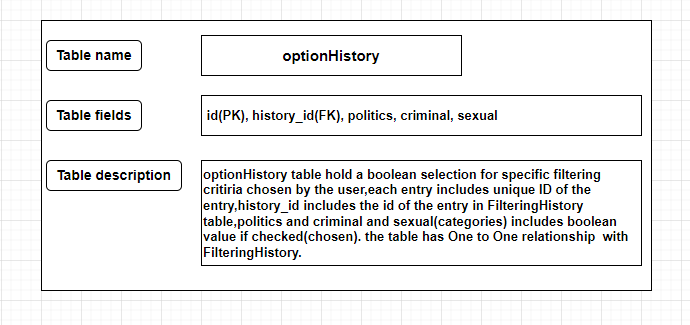 Table name
optionHistory
Table fields
id(PK), history_id(FK), politics, criminal, sexual
Table description
optionHistory table hold a boolean selection for specific filtering
critiria chosen by the user,each entry includes unique ID of the
entry,history_id includes the id of the entry in FilteringHistory
table,politics and criminal and sexual(categories) includes boolean
value if checked(chosen). the table has One to One relationship with
FilteringHistory.